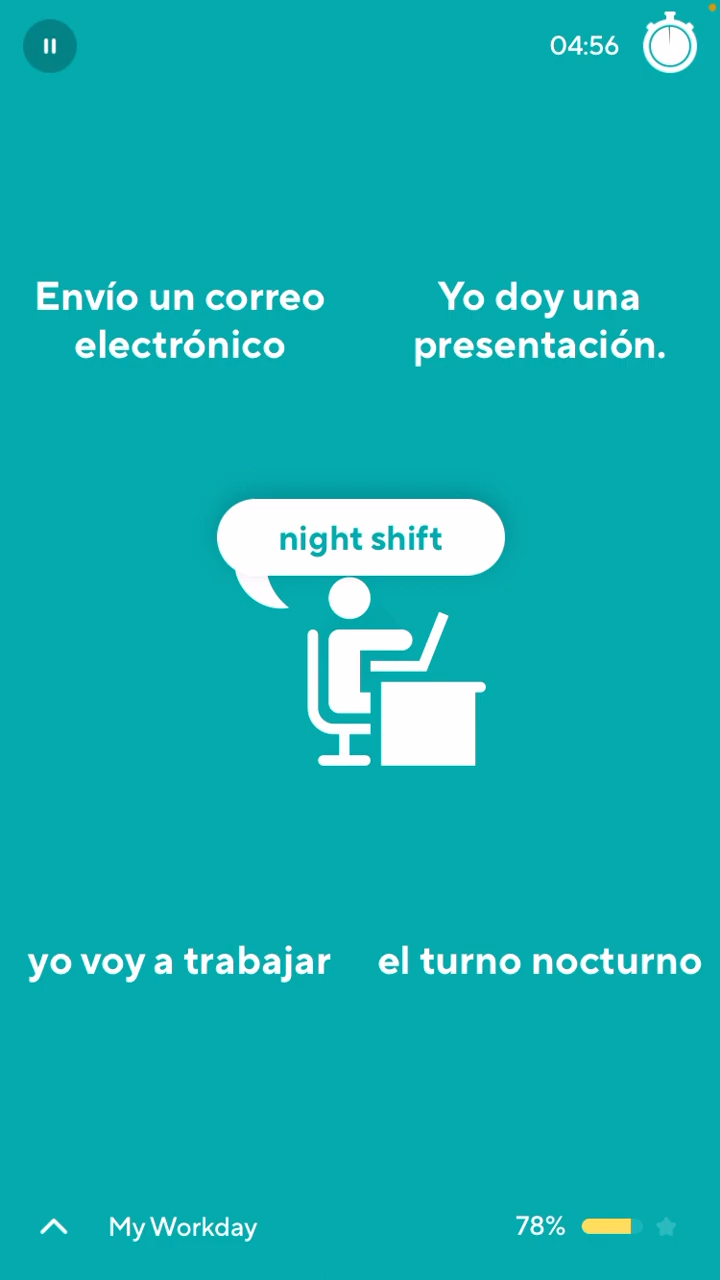 04:56
Envío un correo
electrónico
Yo doy una
presentación.
night shift
yo voy a trabajar
el turno nocturno
My Workday
78%